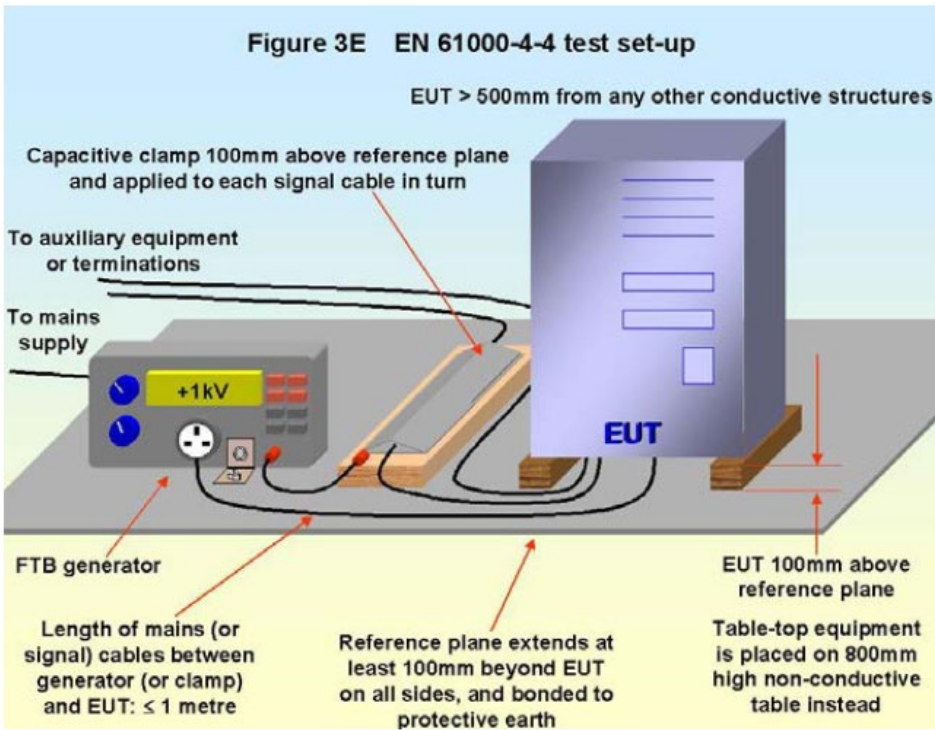 Figure 3E EN 61000-4-4 test set-up
EUT > 500mm from any other conductive structures
Capacitive clamp 100mm above reference plane
and applied to each signal cable in turn
To auxiliary equipment
or terminations
To mains
supply
+1kV
EUT
FTB generator
Length of mains (or
signal) cables between
generator (or clamp)
and EUT: ≤ 1 metre
Reference plane extends at
least 100mm beyond EUT
on all sides, and bonded to
protective earth
EUT 100mm above
reference plane
Table-top equipment
is placed on 800mm
high non-conductive
table instead